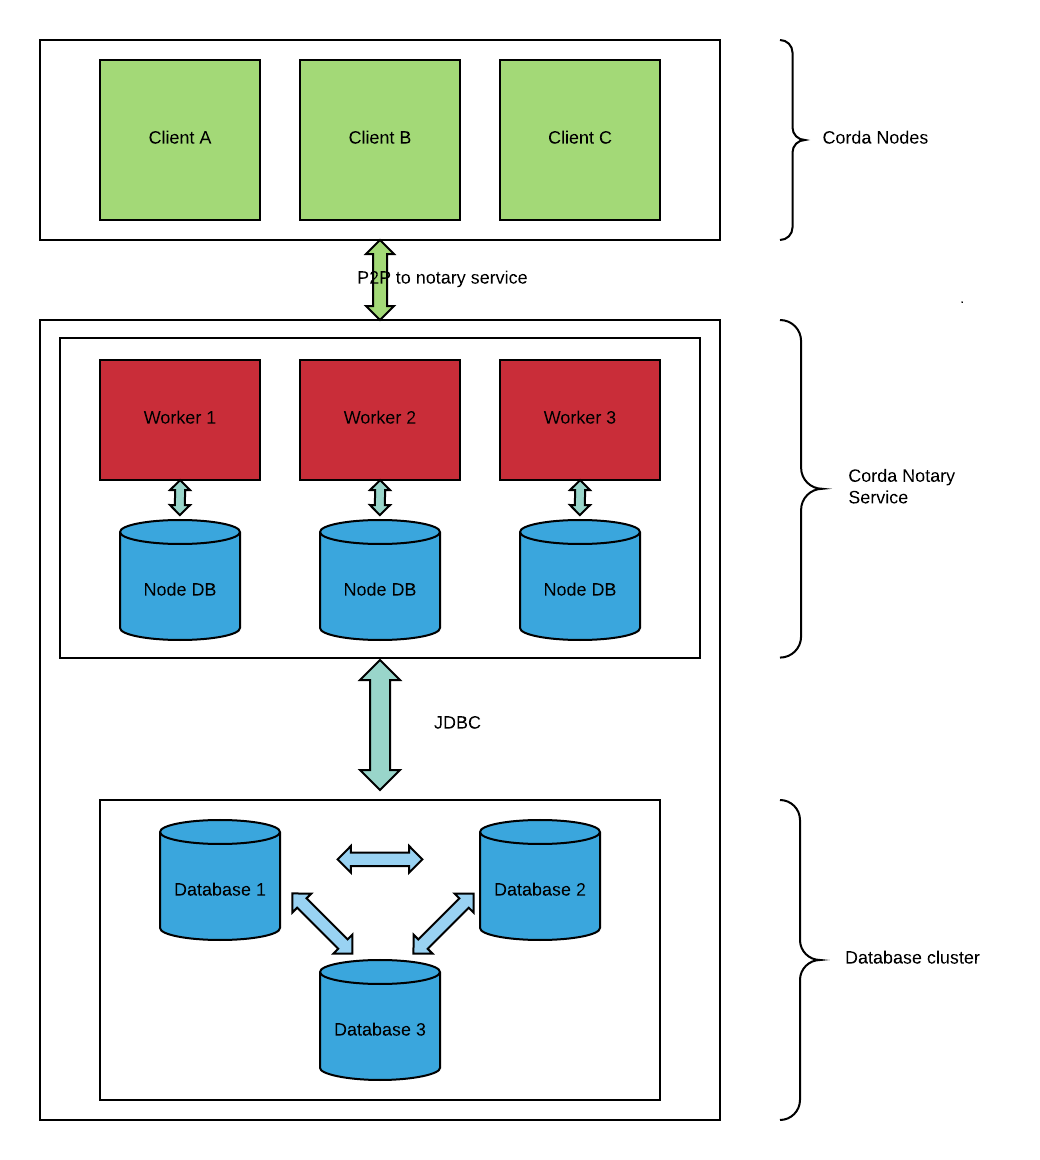 Client A
Client B
Client C
Corda Nodes
P2P to notary service
.
Worker 1
Worker 2
Worker 3
Corda Notary
Service
Node DB
Node DB
Node DB
JDBC
Database 1
Database 2
Database cluster
Database 3